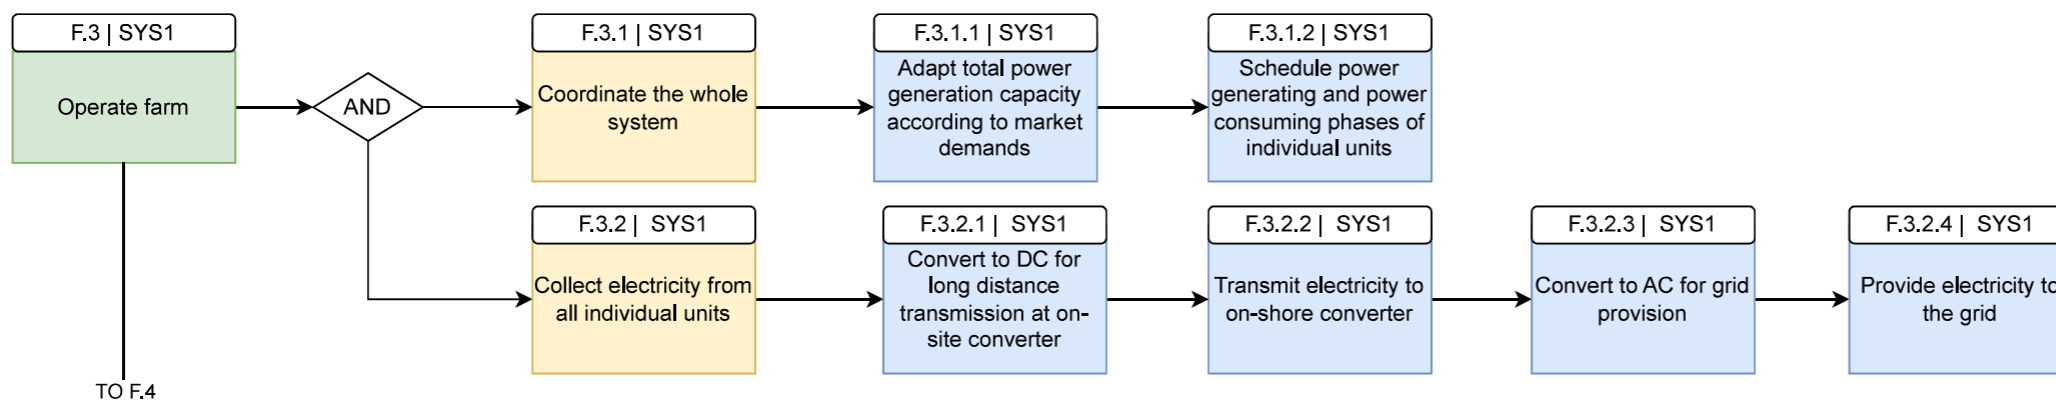 F.3 | SYS1
Operate farm
AND
F.3.1 | SYS1
Coordinate the whole
system
F.3.1.1 | SYS1
Adapt total power
generation capacity
according to market
demands
F.3.1.2 | SYS1
Schedule power
generating and power
consuming phases of
individual units
F.3.2 | SYS1
Collect electricity from
all individual units
F.3.2.1 | SYS1
Convert to DC for
long distance
transmission at on-
site converter
F.3.2.2 | SYS1
Transmit electricity to
on-shore converter
F.3.2.3 | SYS1
Convert to AC for grid
provision
F.3.2.4 | SYS1
Provide electricity to
the grid
TO F.4